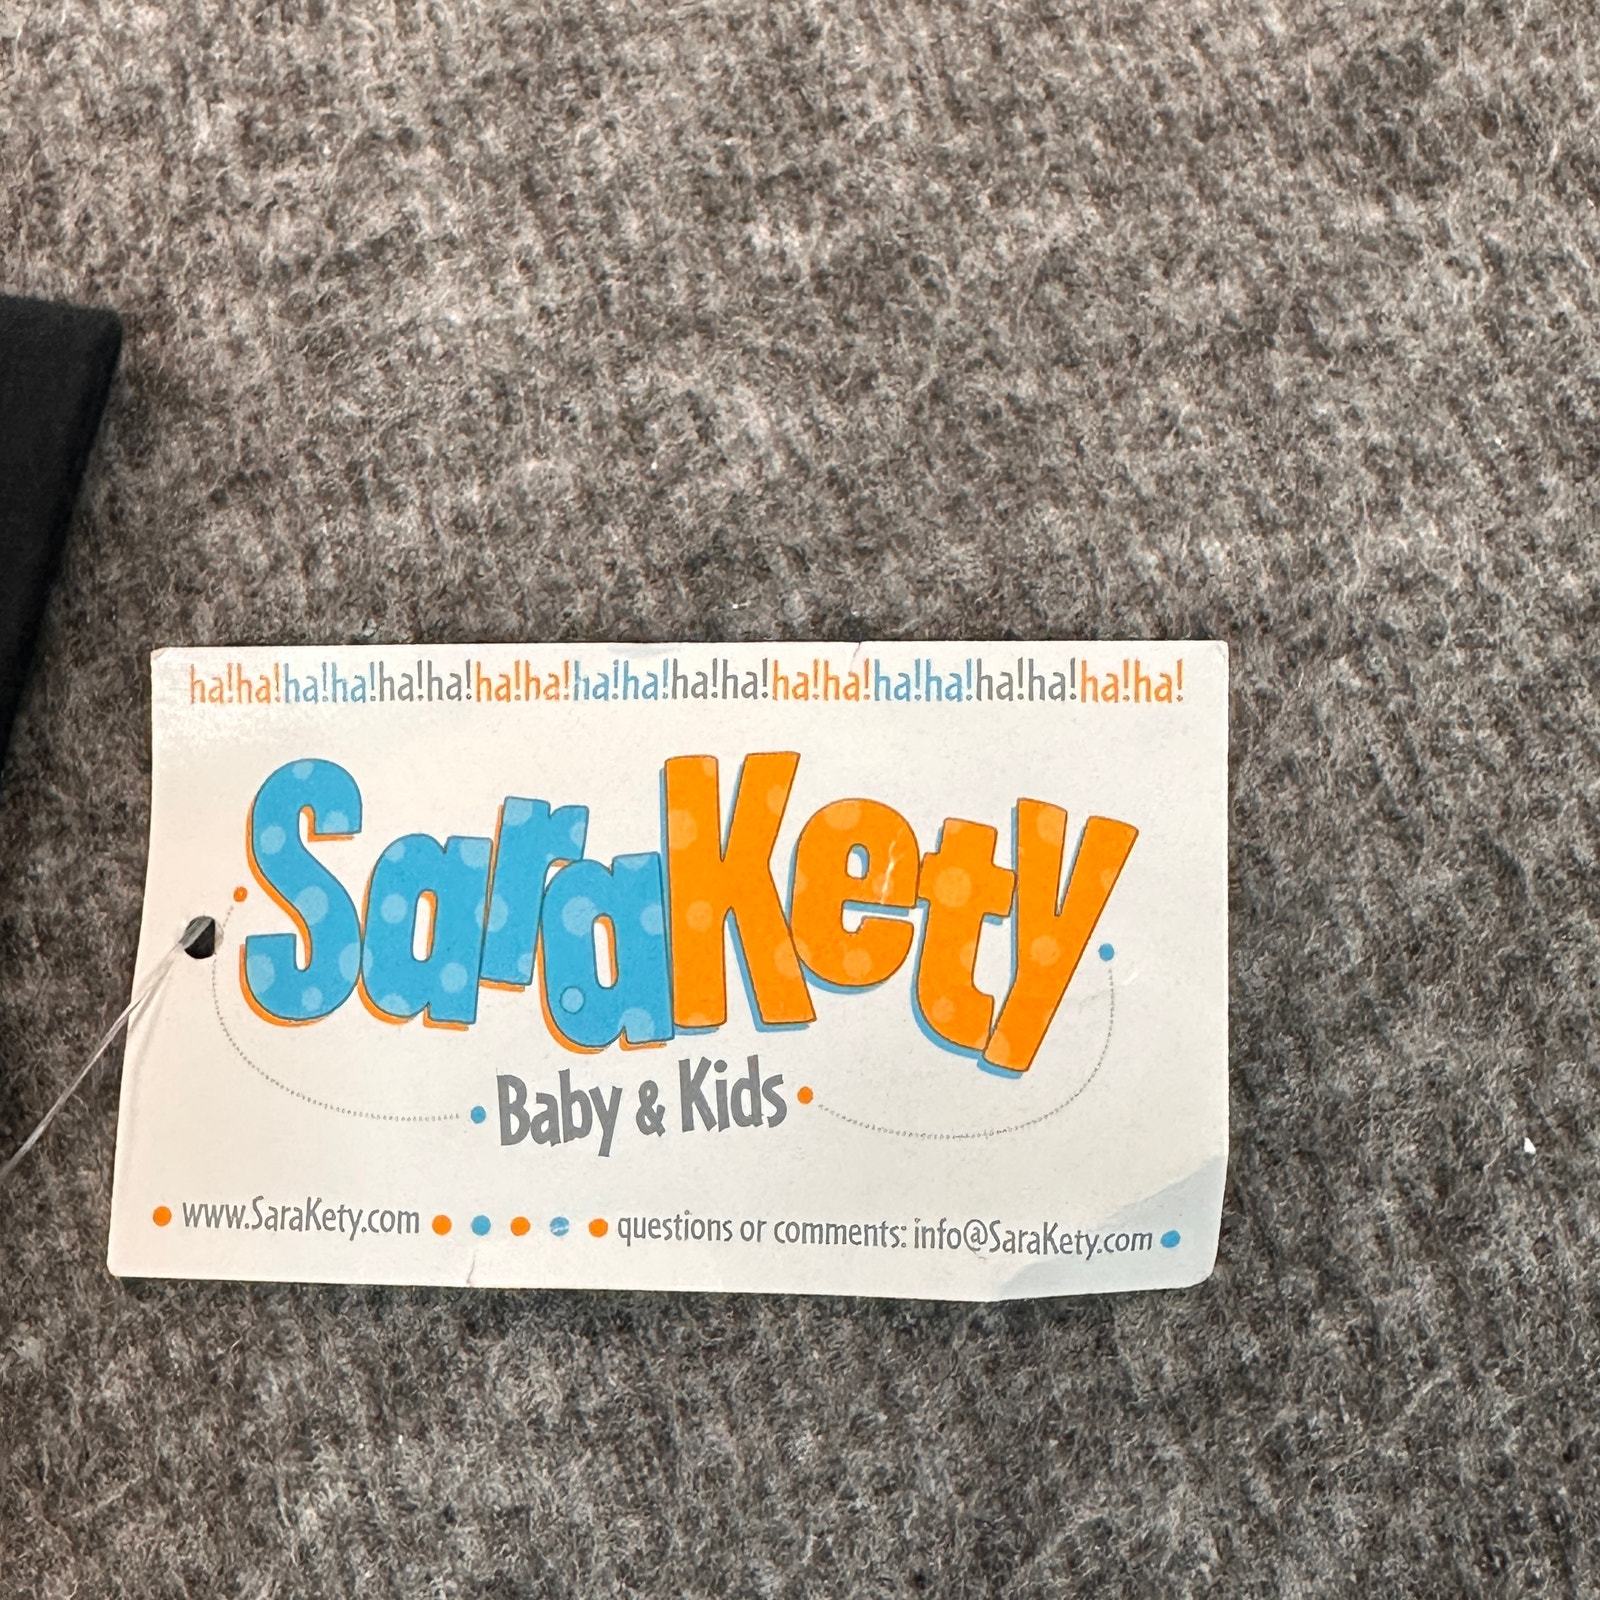 ha!ha!ha!ha!ha!ha!ha!ha!ha!ha!ha!ha!ha!ha!ha!ha!ha!ha!ha!ha!
SaraKety
Baby & Kids
www.SaraKety.com
questions or comments: info@SaraKety.com